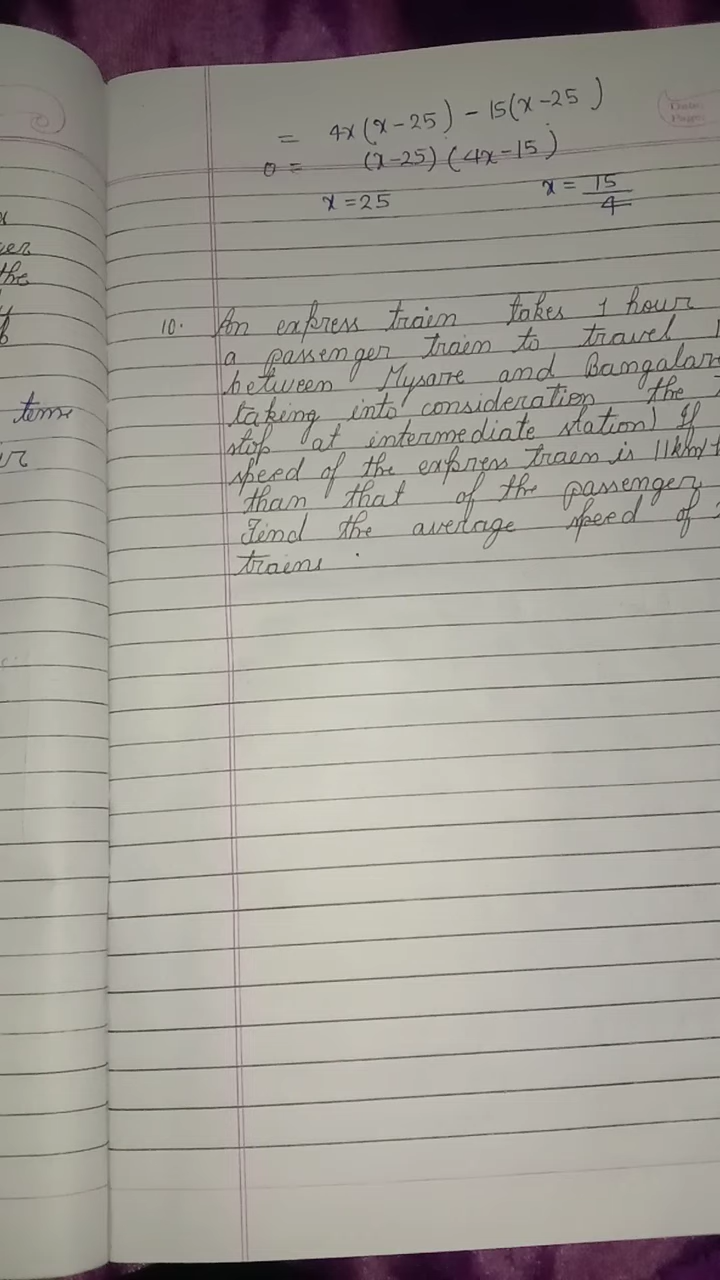 = 4x(x-25) - 15(x-25)
0 = (x-25) (4x-15)
x=25 x = 15/4
the
time
10. An express train takes 1 hour
a passenger train to travel
between Mysore and Bangalore
taking into consideration the
stop at intermediate station) If
speed of the express train is 11km/
than that of the passenger
Find the average speed of
trains.